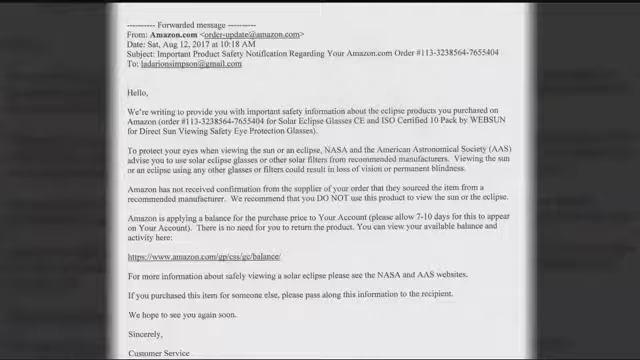 ---------- Forwarded message ----------
From: Amazon.com <order-update@amazon.com>
Date: Sat, Aug 12, 2017 at 10:18 AM
Subject: Important Product Safety Notification Regarding Your Amazon.com Order #113-3238564-7655404
To: ladarionsimpson@gmail.com
Hello,
We're writing to provide you with important safety information about the eclipse products you purchased on
Amazon (order #113-3238564-7655404 for Solar Eclipse Glasses CE and ISO Certified 10 Pack by WEBSUN
for Direct Sun Viewing Safety Eye Protection Glasses).
To protect your eyes when viewing the sun or an eclipse, NASA and the American Astronomical Society (AAS)
advise you to use solar eclipse glasses or other solar filters from recommended manufacturers. Viewing the sun
or an eclipse using any other glasses or filters could result in loss of vision or permanent blindness.
Amazon has not received confirmation from the supplier of your order that they sourced the item from a
recommended manufacturer. We recommend that you DO NOT use this product to view the sun or the eclipse.
Amazon is applying a balance for the purchase price to Your Account (please allow 7-10 days for this to appear
on Your Account). There is no need for you to return the product. You can view your available balance and
activity here:
https://www.amazon.com/gp/css/gc/balance/
For more information about safely viewing a solar eclipse please see the NASA and AAS websites.
If you purchased this item for someone else, please pass along this information to the recipient.
We hope to see you again soon.
Sincerely,
Customer Service